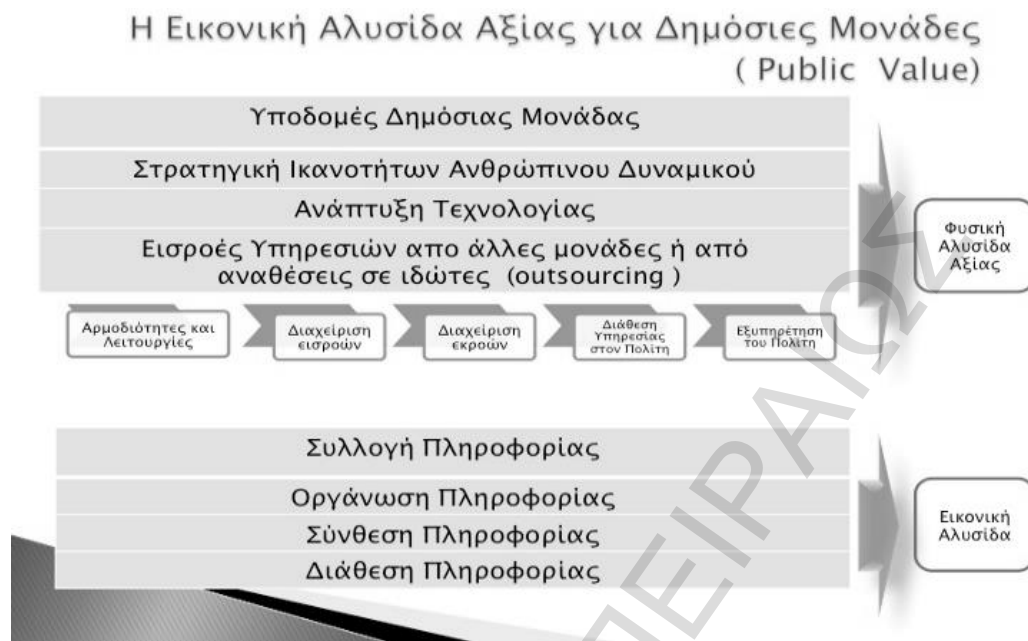 Η Εικονική Αλυσίδα Αξίας για Δημόσιες Μονάδες
( Public Value)
Υποδομές Δημόσιας Μονάδας
Στρατηγική Ικανοτήτων Ανθρώπινου Δυναμικού
Ανάπτυξη Τεχνολογίας
Εισροές Υπηρεσιών απο άλλες μονάδες ή από
αναθέσεις σε ιδώτες (outsourcing )
Φυσική
Αλυσίδα
Αξίας
Αρμοδιότητες και
Λειτουργίες
Διαχείριση
εισροών
Διαχείριση
εκροών
Διάθεση
Υπηρεσίας
στον Πολίτη
Εξυπηρέτηση
του Πολίτη
Συλλογή Πληροφορίας
Οργάνωση Πληροφορίας
Σύνθεση Πληροφορίας
Διάθεση Πληροφορίας
Εικονική
Αλυσίδα
ΠΕΙΡΑΙΩΣ